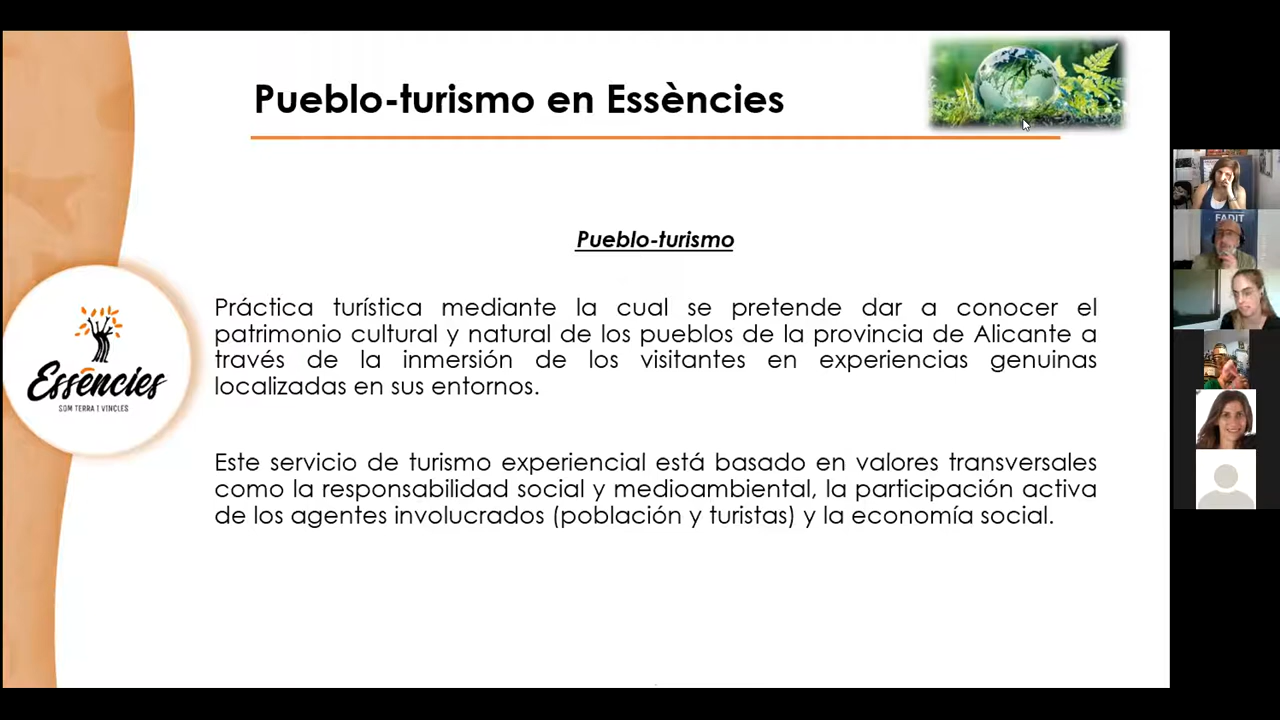 Pueblo-turismo en Essències
Pueblo-turismo
Práctica turística mediante la cual se pretende dar a conocer el
patrimonio cultural y natural de los pueblos de la provincia de Alicante a
través de la inmersión de los visitantes en experiencias genuinas
localizadas en sus entornos.
Este servicio de turismo experiencial está basado en valores transversales
como la responsabilidad social y medioambiental, la participación activa
de los agentes involucrados (población y turistas) y la economía social.
Essències
SOM TERRA I VINCLES
FADIT